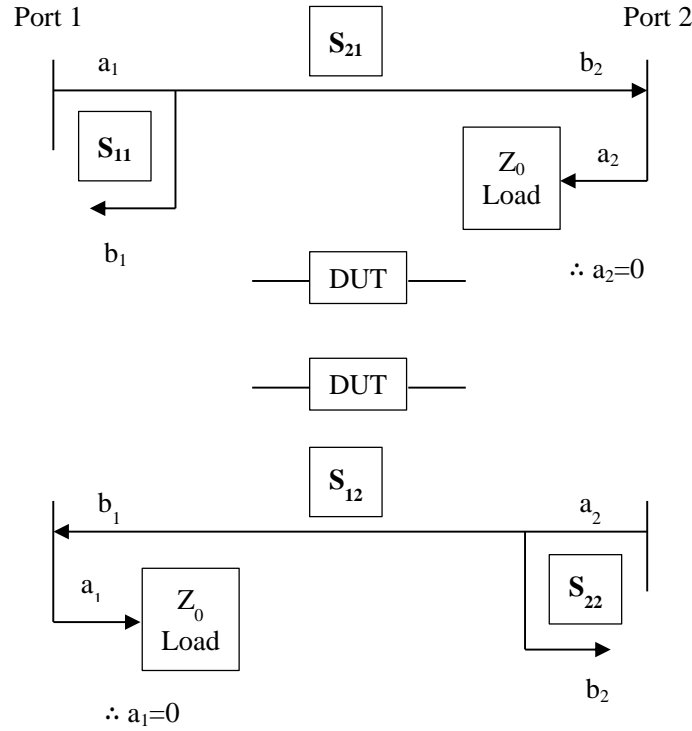 Port 1
Port 2
S₂₁
a₁
b₂
S₁₁
Z₀
Load
a₂
b₁
∴ a₂=0
DUT
DUT
S₁₂
b₁
a₂
a₁
Z₀
Load
S₂₂
b₂
∴ a₁=0